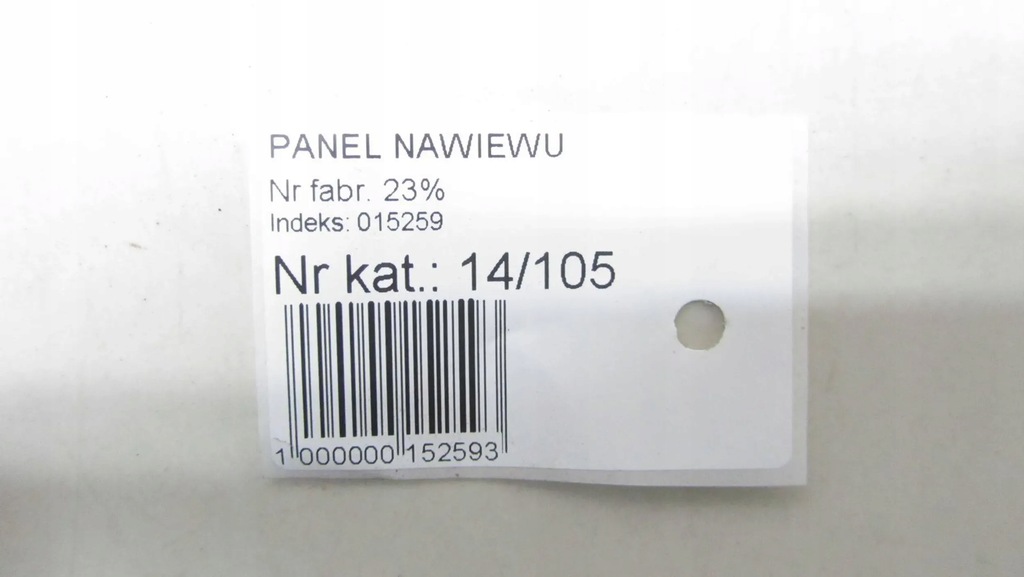 PANEL NAWIEWU
Nr fabr. 23%
Indeks: 015259
Nr kat.: 14/105
1 000000 152593